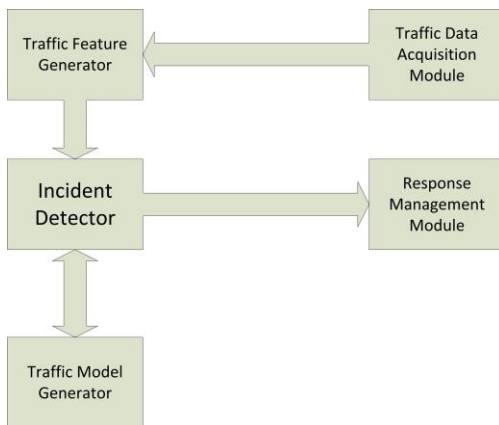 Traffic Feature
Generator
Traffic Data
Acquisition
Module
Incident
Detector
Response
Management
Module
Traffic Model
Generator